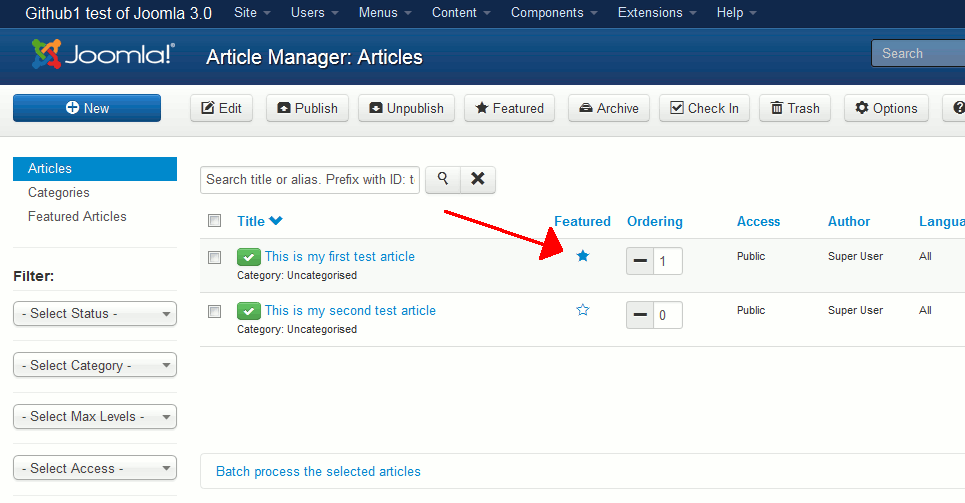 Github1 test of Joomla 3.0 Site Users Menus Content Components Extensions Help
Joomla!® Article Manager: Articles Search
New Edit Publish Unpublish Featured Archive Check In Trash Options
Articles
Categories
Featured Articles
Search title or alias. Prefix with ID: t
Title Featured Ordering Access Author Langua
This is my first test article 1 Public Super User All
Category: Uncategorised
This is my second test article 0 Public Super User All
Category: Uncategorised
Filter:
- Select Status -
- Select Category -
- Select Max Levels -
- Select Access -
Batch process the selected articles